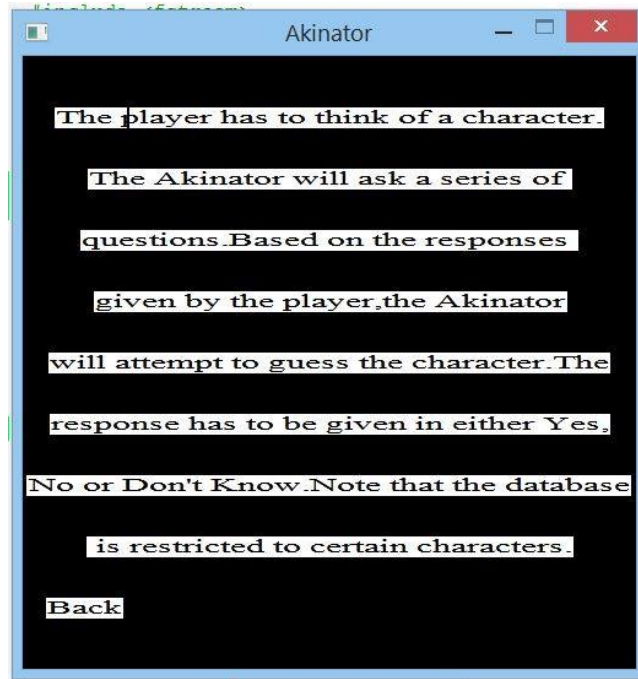 #include <fstream>
Akinator
The player has to think of a character.
The Akinator will ask a series of
questions.Based on the responses
given by the player,the Akinator
will attempt to guess the character.The
response has to be given in either Yes,
No or Don't Know.Note that the database
is restricted to certain characters.
Back